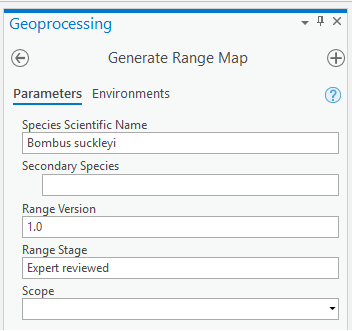 Geoprocessing
Generate Range Map
Parameters Environments
Species Scientific Name
Bombus suckleyi
Secondary Species
Range Version
1.0
Range Stage
Expert reviewed
Scope